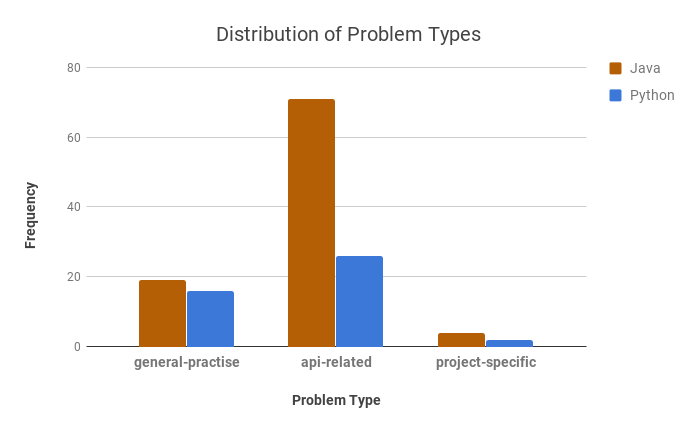 Distribution of Problem Types
80
60
40
20
0
Frequency
general-practise
api-related
project-specific
Problem Type
Java
Python